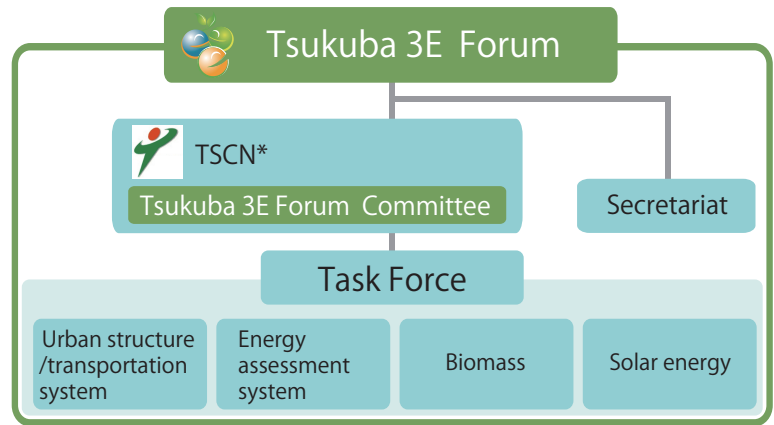 Tsukuba 3E Forum
TSCN*
Tsukuba 3E Forum Committee
Secretariat
Task Force
Urban structure
/transportation
system
Energy
assessment
system
Biomass
Solar energy